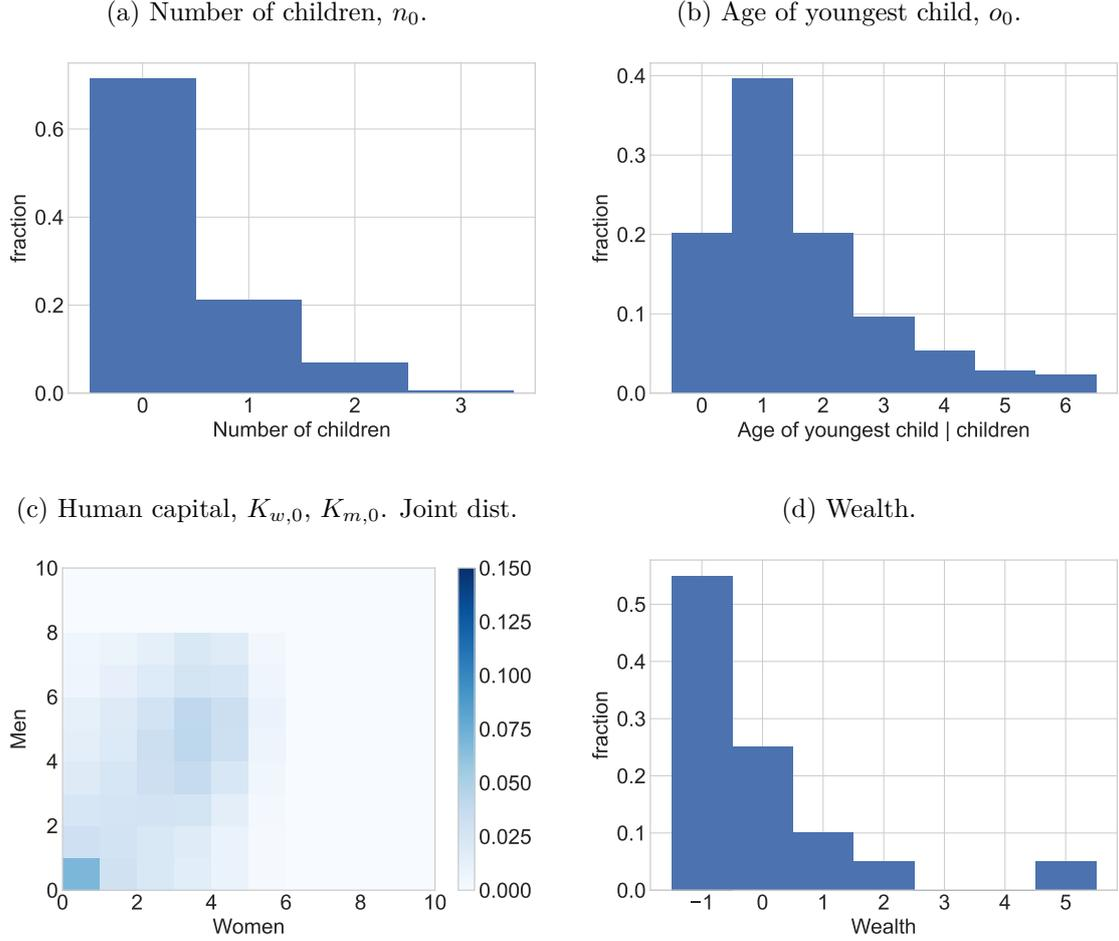 (a) Number of children, n₀.
0.6
0.4
0.2
0.0
fraction
0 1 2 3
Number of children
(b) Age of youngest child, o₀.
0.4
0.3
0.2
0.1
0.0
fraction
0 1 2 3 4 5 6
Age of youngest child | children
(c) Human capital, K_{w,0}, K_{m,0}. Joint dist.
10
8
6
4
2
0
Men
0 2 4 6 8 10
Women
0.150
0.125
0.100
0.075
0.050
0.025
0.000
(d) Wealth.
0.5
0.4
0.3
0.2
0.1
0.0
fraction
−1 0 1 2 3 4 5
Wealth